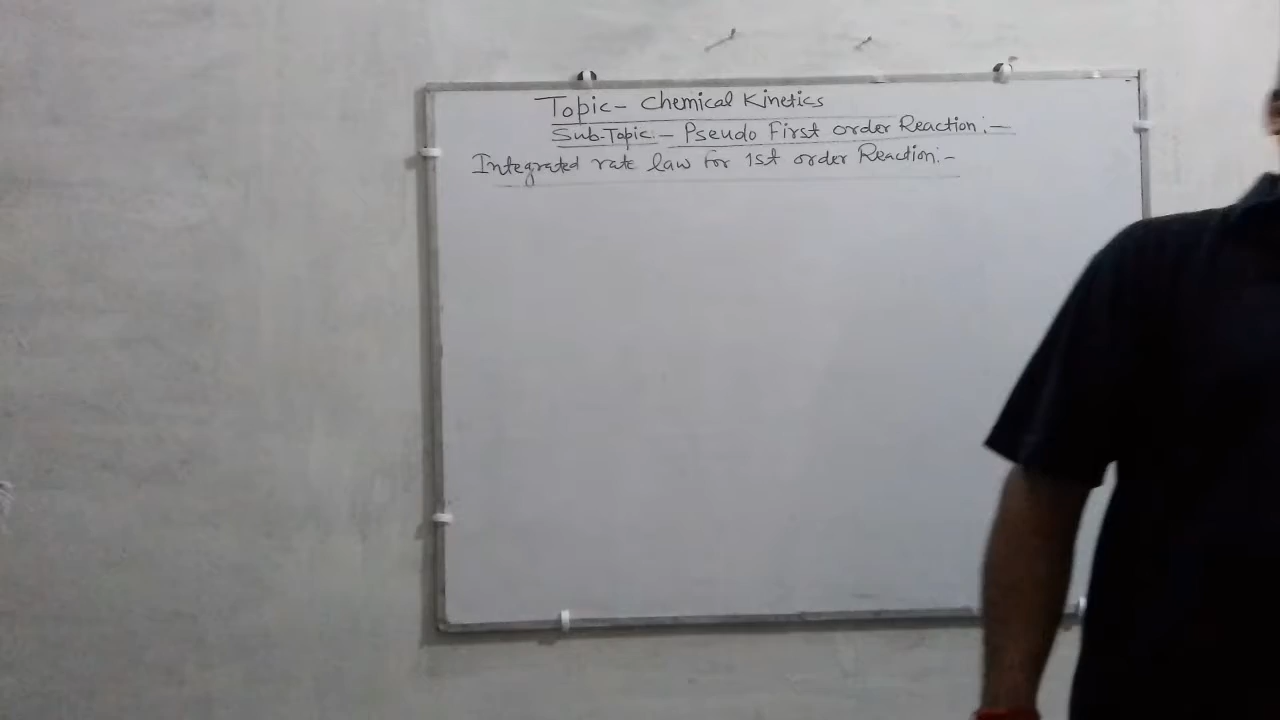 Topic- Chemical Kinetics
Sub-Topic:- Pseudo First order Reaction:-
Integrated rate law for 1st order Reaction:-